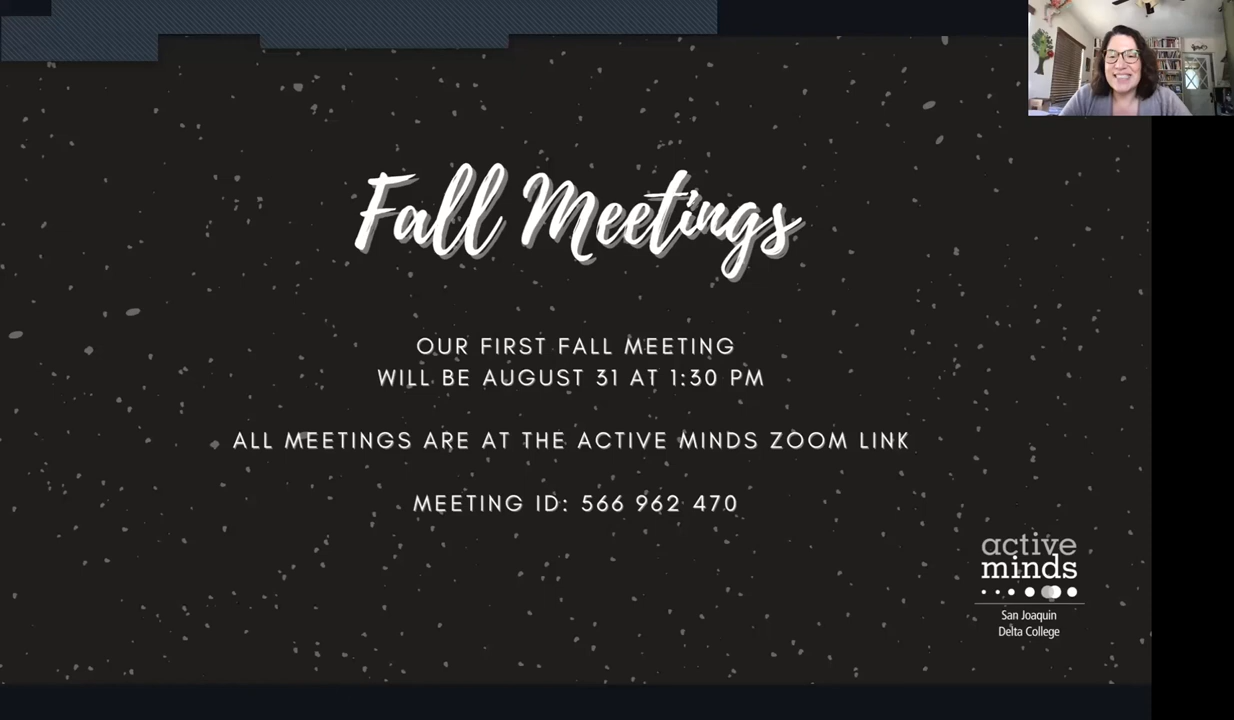 Fall Meetings
OUR FIRST FALL MEETING
WILL BE AUGUST 31 AT 1:30 PM
ALL MEETINGS ARE AT THE ACTIVE MINDS ZOOM LINK
MEETING ID: 566 962 470
active
minds
San Joaquin
Delta College